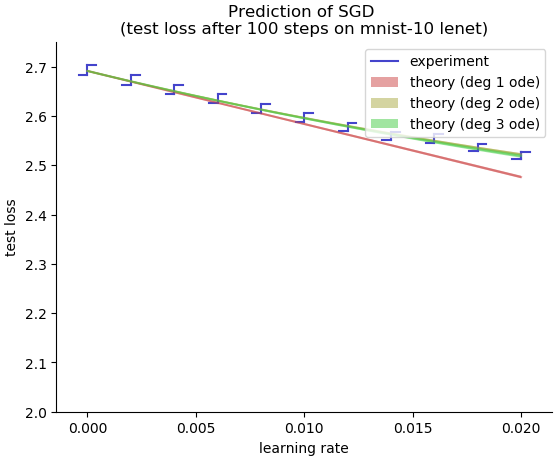 Prediction of SGD
(test loss after 100 steps on mnist-10 lenet)
experiment
theory (deg 1 ode)
theory (deg 2 ode)
theory (deg 3 ode)
test loss
2.7
2.6
2.5
2.4
2.3
2.2
2.1
2.0
0.000
0.005
0.010
0.015
0.020
learning rate